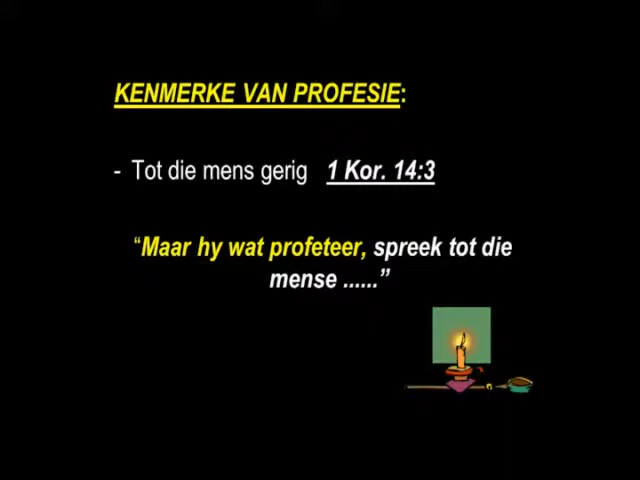 KENMERKE VAN PROFESIE:
- Tot die mens gerig 1 Kor. 14:3
“Maar hy wat profeteer, spreek tot die
mense ......”